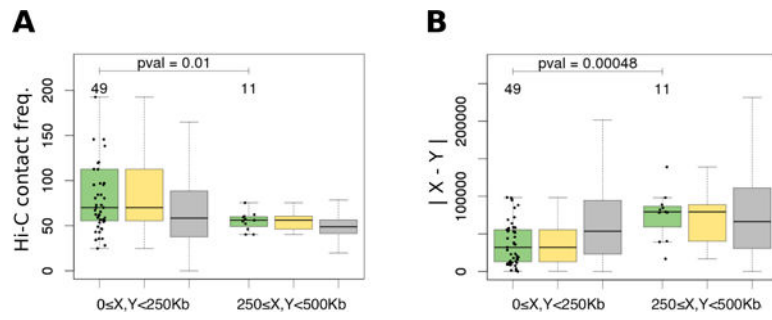 A
pval = 0.01
49
11
Hi-C contact freq.
200
150
100
50
0
0≤X,Y<250Kb
250≤X,Y<500Kb
B
pval = 0.00048
49
11
| X - Y |
200000
100000
0
0≤X,Y<250Kb
250≤X,Y<500Kb